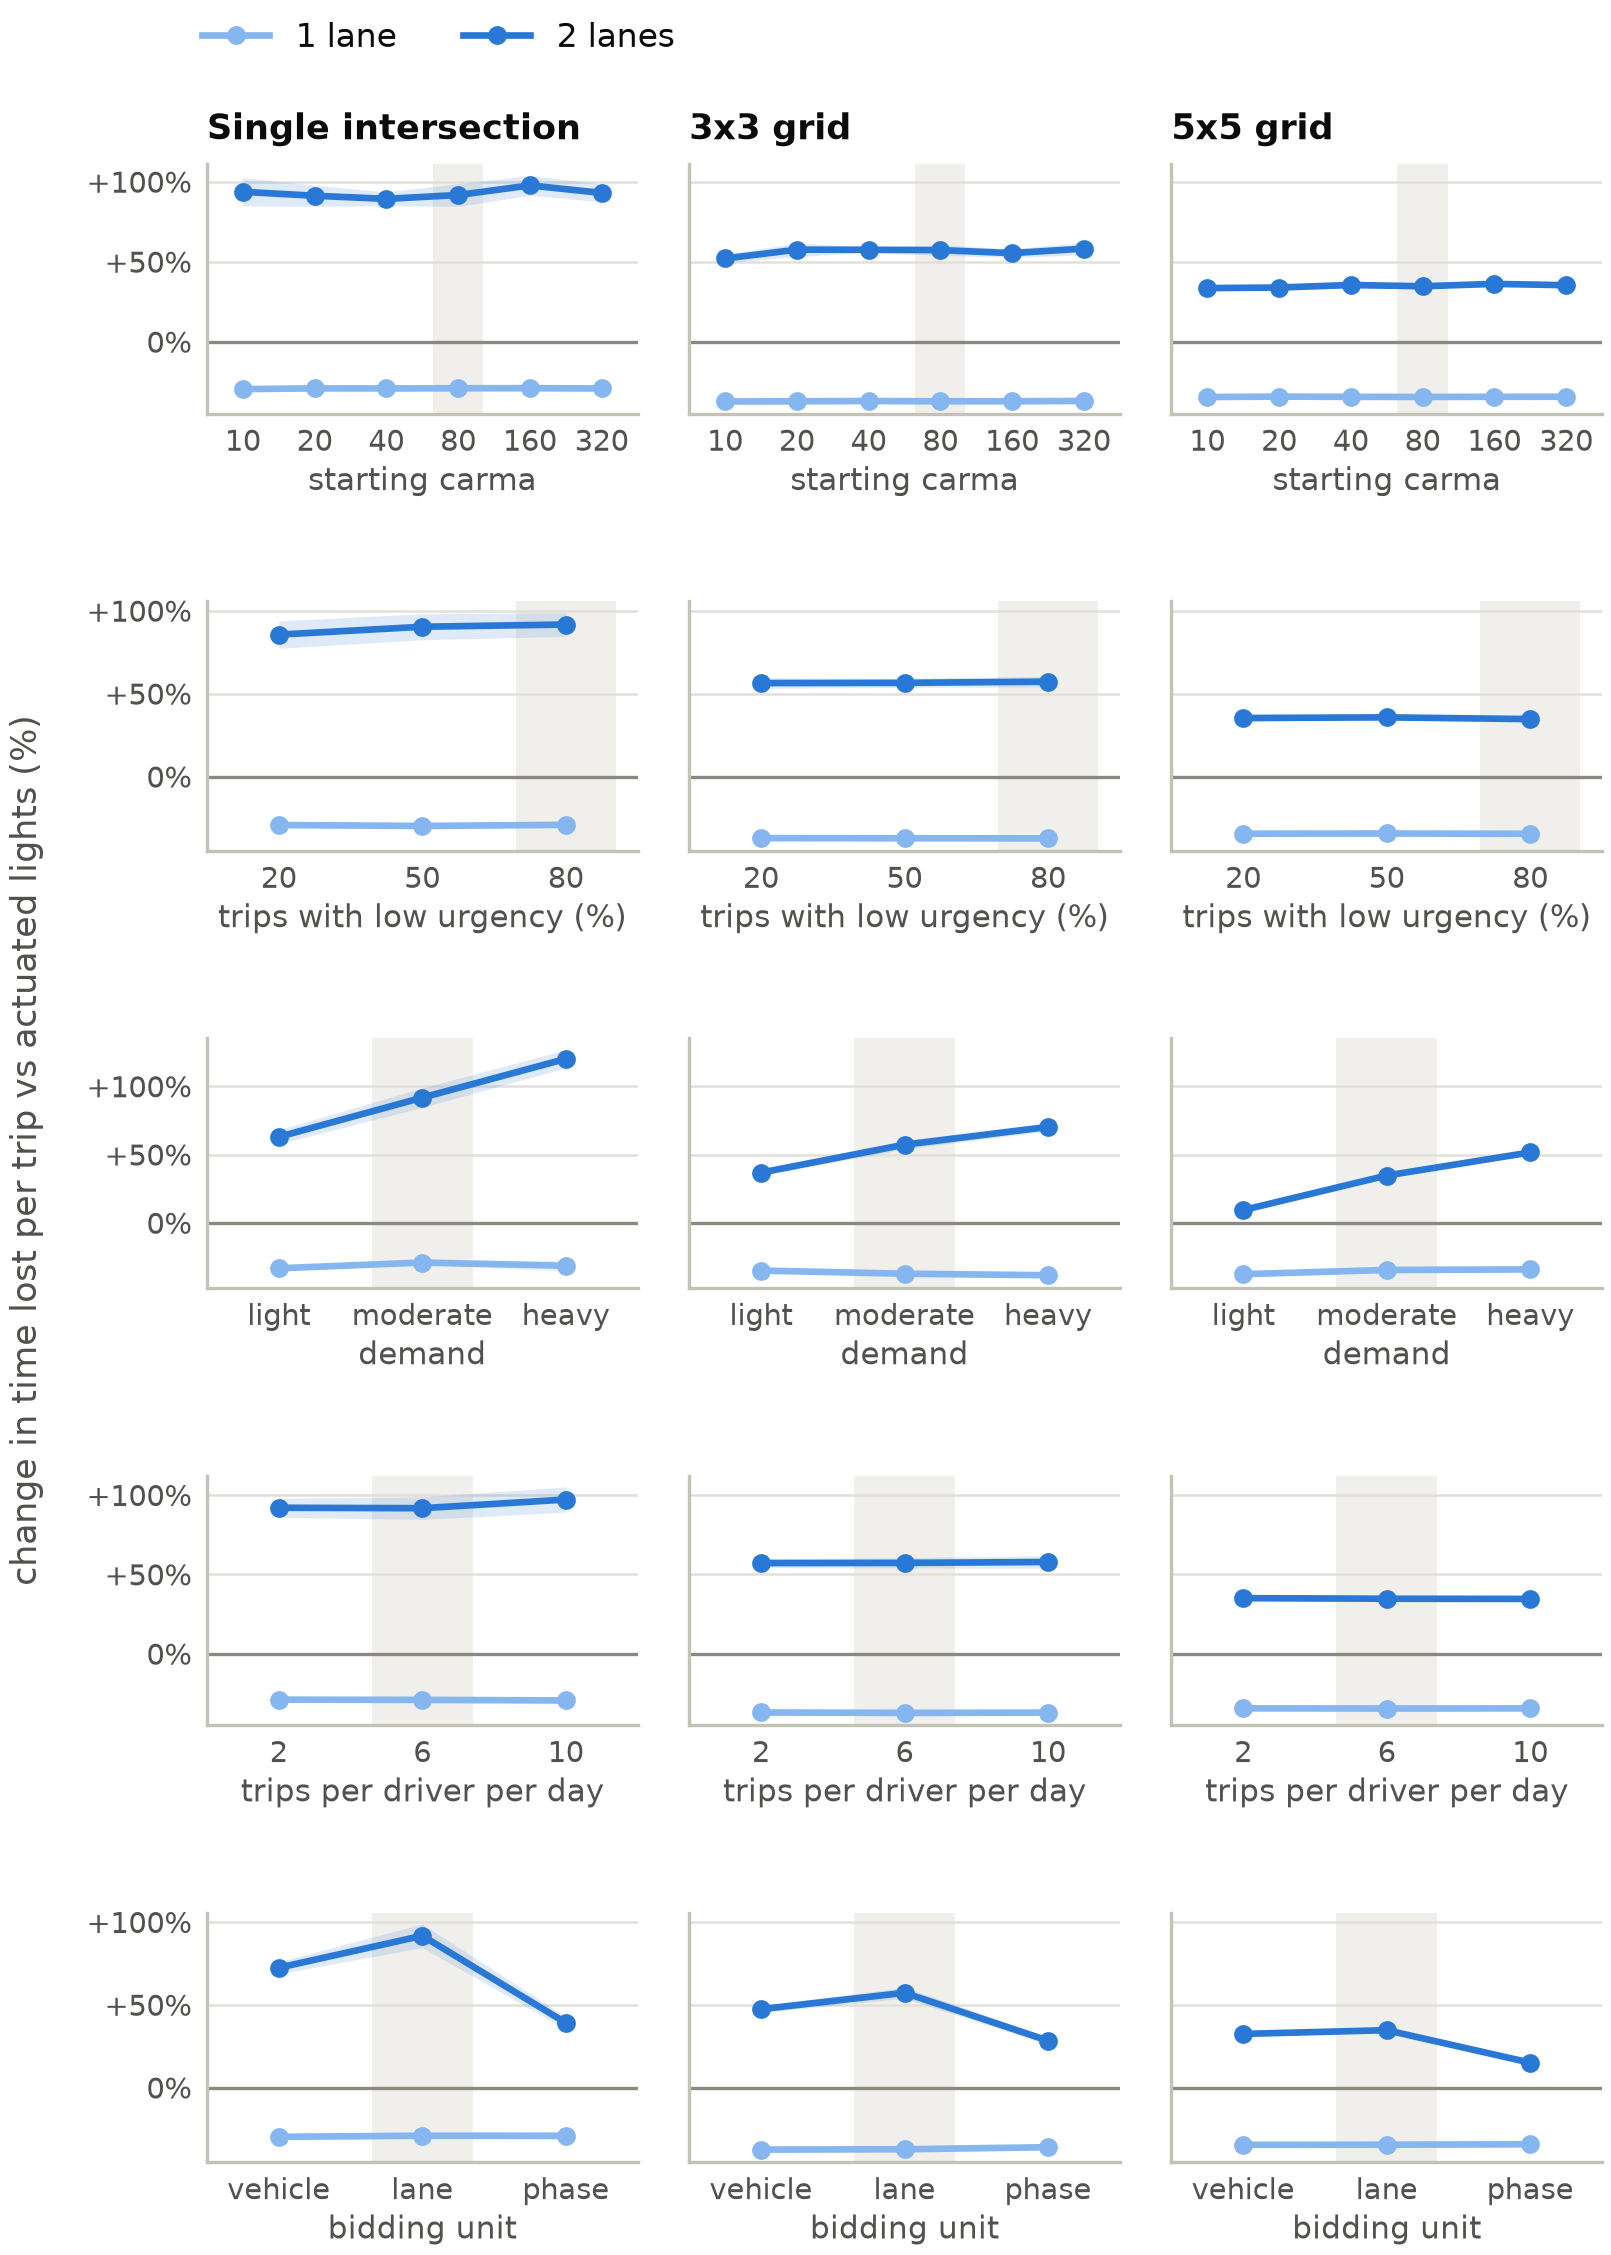 1 lane 2 lanes
Single intersection 3x3 grid 5x5 grid
+100%
+50%
0%
10 20 40 80 160 320 10 20 40 80 160 320 10 20 40 80 160 320
starting carma starting carma starting carma
+100%
+50%
0%
20 50 80 20 50 80 20 50 80
trips with low urgency (%) trips with low urgency (%) trips with low urgency (%)
change in time lost per trip vs actuated lights (%)
+100%
+50%
0%
light moderate heavy light moderate heavy light moderate heavy
demand demand demand
+100%
+50%
0%
2 6 10 2 6 10 2 6 10
trips per driver per day trips per driver per day trips per driver per day
+100%
+50%
0%
vehicle lane phase vehicle lane phase vehicle lane phase
bidding unit bidding unit bidding unit